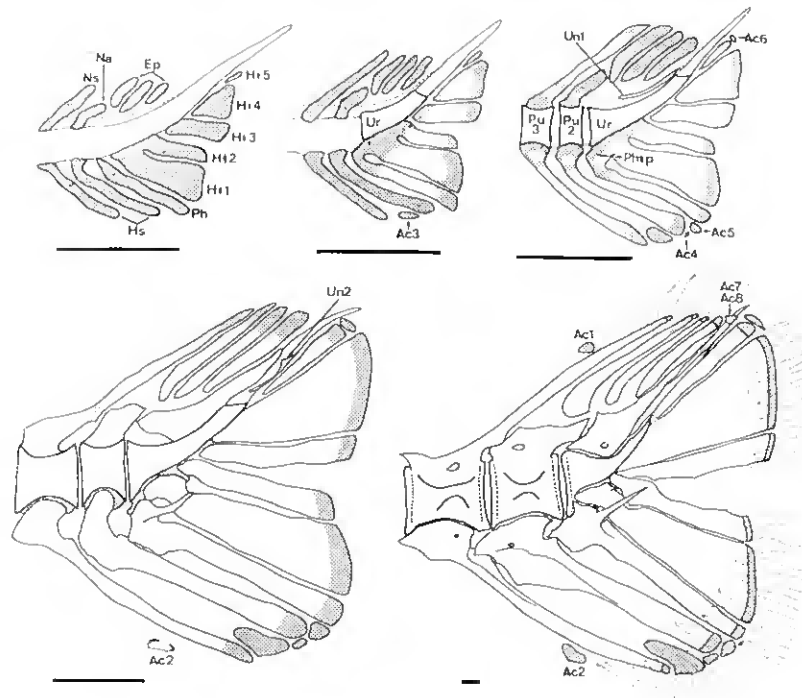 Ns
Na
Ep
Ht5
Ht4
Ht3
Ht2
Ht1
Ph
Hs
Ur
Ac3
Un1
Ac6
Pu
3
Pu
2
Ur
Phtp
Ac5
Ac4
Un2
Ac2
Ac7
Ac8
Ac1
Ac2